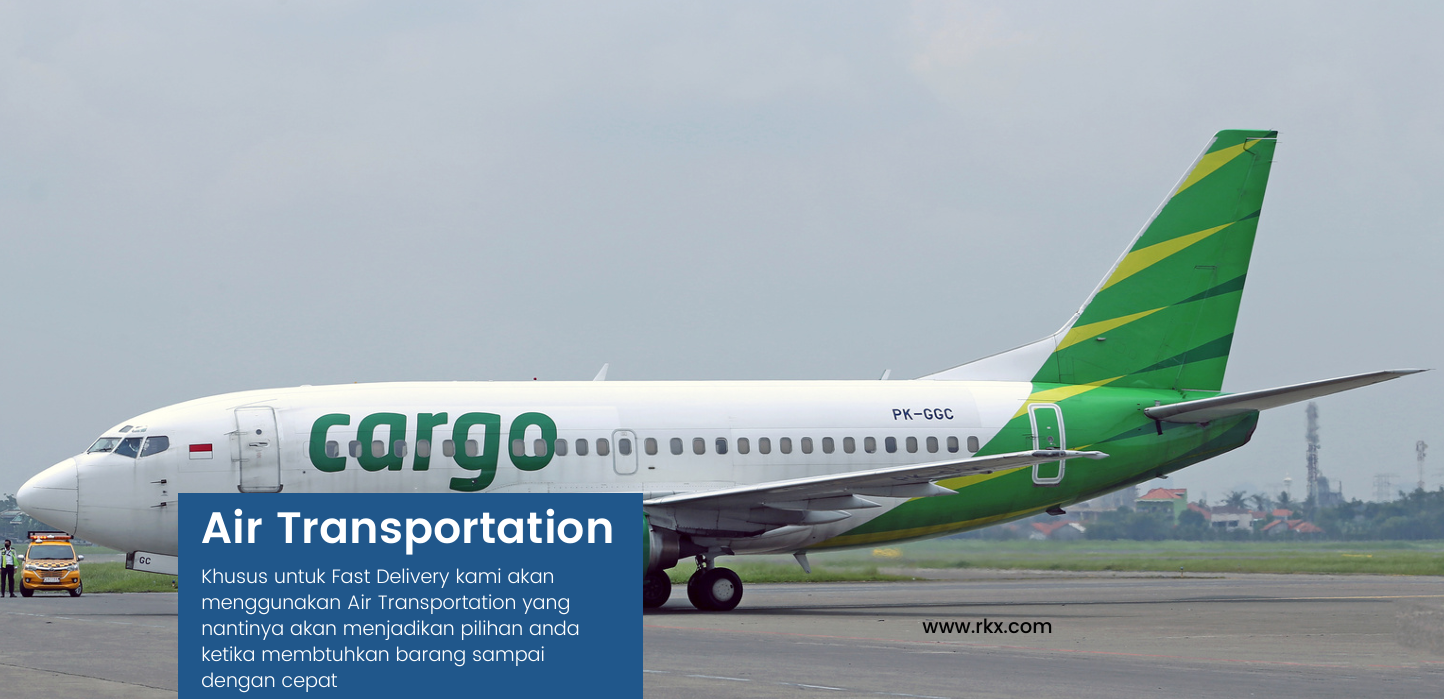 cargo
PK-GGC
GC
Air Transportation
Khusus untuk Fast Delivery kami akan
menggunakan Air Transportation yang
nantinya akan menjadikan pilihan anda
ketika membtuhkan barang sampai
dengan cepat
www.rkx.com